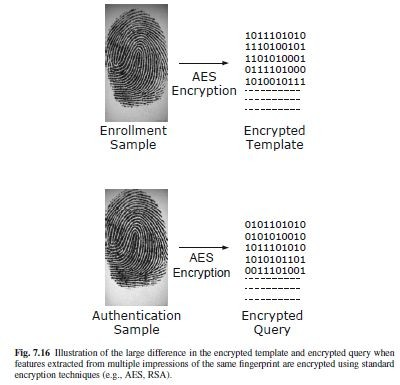 1011101010
1110100101
1101010001
0111101000
1010010111
AES
Encryption
Enrollment
Sample
Encrypted
Template
0101101010
0101010010
1011101010
1010101101
0011101001
AES
Encryption
Authentication
Sample
Encrypted
Query
Fig. 7.16 Illustration of the large difference in the encrypted template and encrypted query when
features extracted from multiple impressions of the same fingerprint are encrypted using standard
encryption techniques (e.g., AES, RSA).